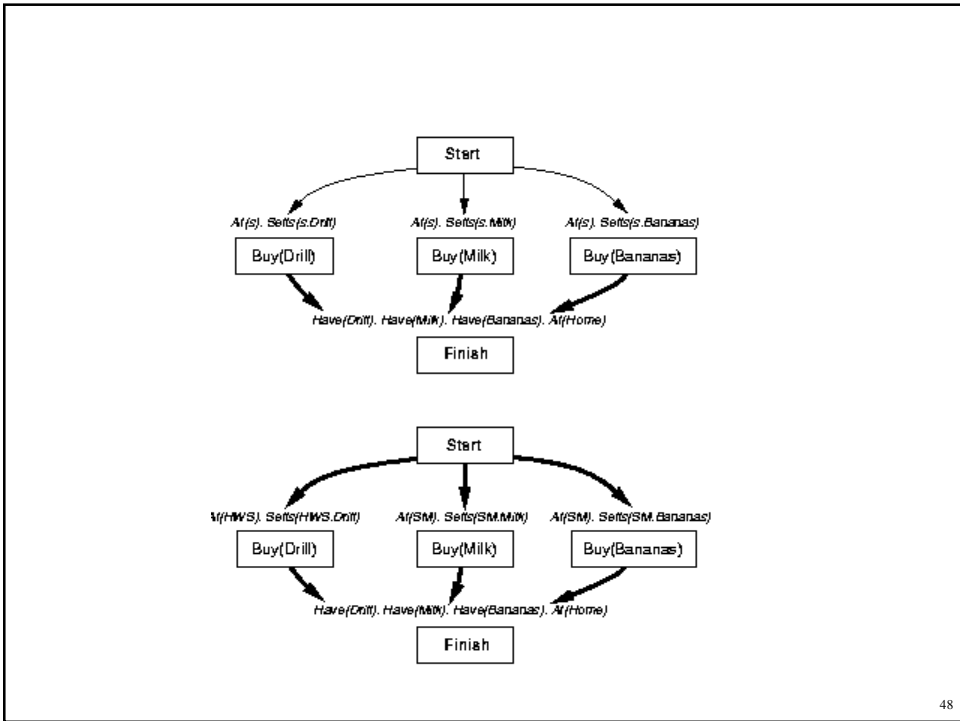 Start
At(s). Sells(s.Drill) At(s). Sells(s.Milk) At(s). Sells(s.Bananas)
Buy(Drill) Buy(Milk) Buy(Bananas)
Have(Drill). Have(Milk). Have(Bananas). At(Home)
Finish
Start
At(HWS). Sells(HWS.Drill) At(SM). Sells(SM.Milk) At(SM). Sells(SM.Bananas)
Buy(Drill) Buy(Milk) Buy(Bananas)
Have(Drill). Have(Milk). Have(Bananas). At(Home)
Finish
48